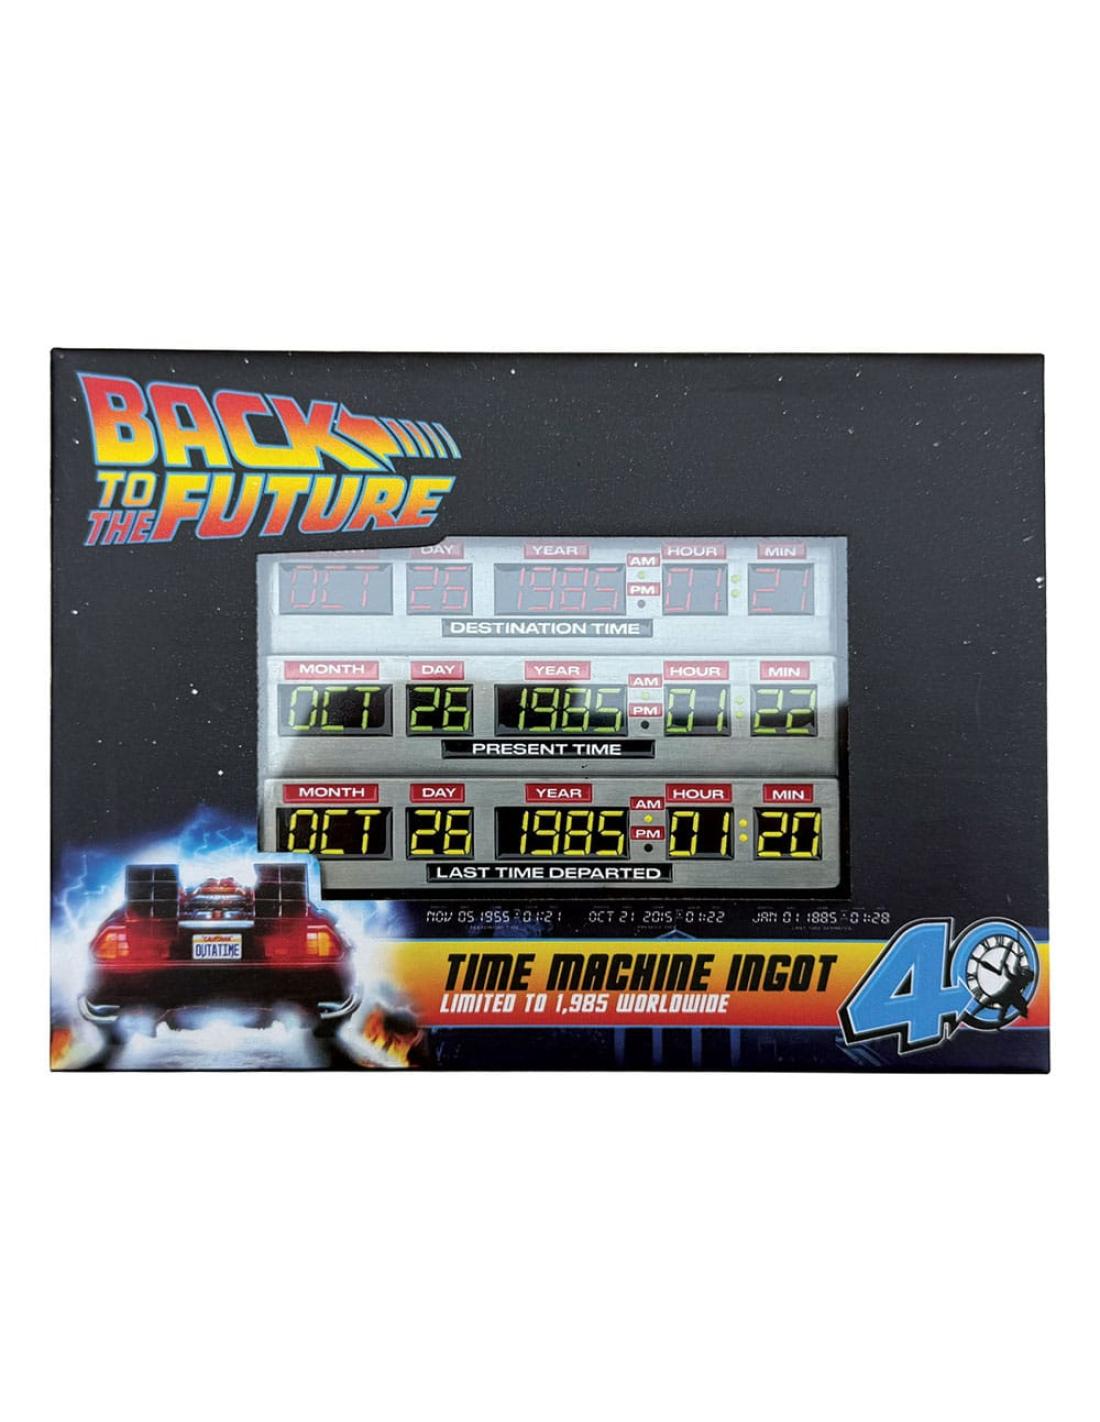 BACK
TO
THE FUTURE
MONTH DAY YEAR HOUR MIN
AM
OCT 26 1985 PM 01:21
DESTINATION TIME
MONTH DAY YEAR HOUR MIN
AM
OCT 26 1985 PM 01:22
PRESENT TIME
MONTH DAY YEAR HOUR MIN
AM
OCT 26 1985 PM 01:20
LAST TIME DEPARTED
NOV 05 1955 01:21 OCT 21 2015 01:22 JAN 01 1885 01:28
OUTATIME
TIME MACHINE INGOT
LIMITED TO 1,985 WORLDWIDE
40